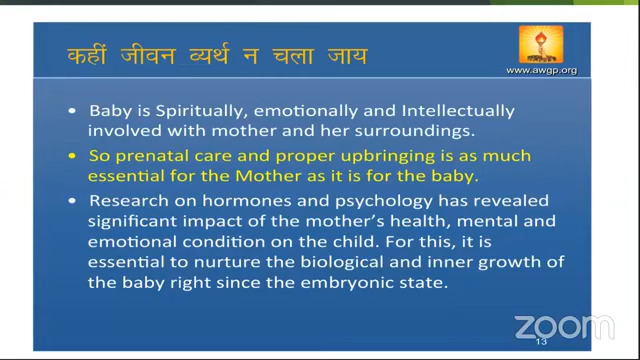 कहीं जीवन व्यर्थ न चला जाय
www.awgp.org
• Baby is Spiritually, emotionally and Intellectually
involved with mother and her surroundings.
• So prenatal care and proper upbringing is as much
essential for the Mother as it is for the baby.
• Research on hormones and psychology has revealed
significant impact of the mother's health, mental and
emotional condition on the child. For this, it is
essential to nurture the biological and inner growth of
the baby right since the embryonic state.
zoom
13